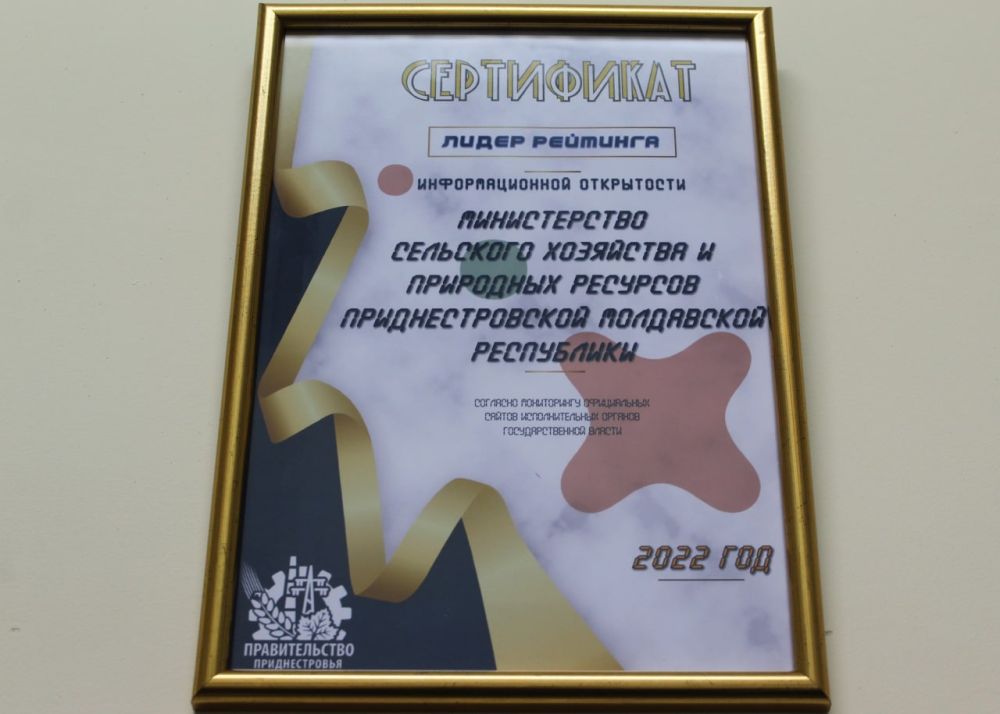 СЕРТИФИКАТ
ЛИДЕР РЕЙТИНГА
ИНФОРМАЦИОННОЙ ОТКРЫТОСТИ
МИНИСТЕРСТВО
СЕЛЬСКОГО ХОЗЯЙСТВА И
ПРИРОДНЫХ РЕСУРСОВ
ПРИДНЕСТРОВСКОЙ МОЛДАВСКОЙ
РЕСПУБЛИКИ
СОГЛАСНО МОНИТОРИНГУ ОФИЦИАЛЬНЫХ
САЙТОВ ИСПОЛНИТЕЛЬНЫХ ОРГАНОВ
ГОСУДАРСТВЕННОЙ ВЛАСТИ
2022 ГОД
ПРАВИТЕЛЬСТВО
ПРИДНЕСТРОВЬЯ